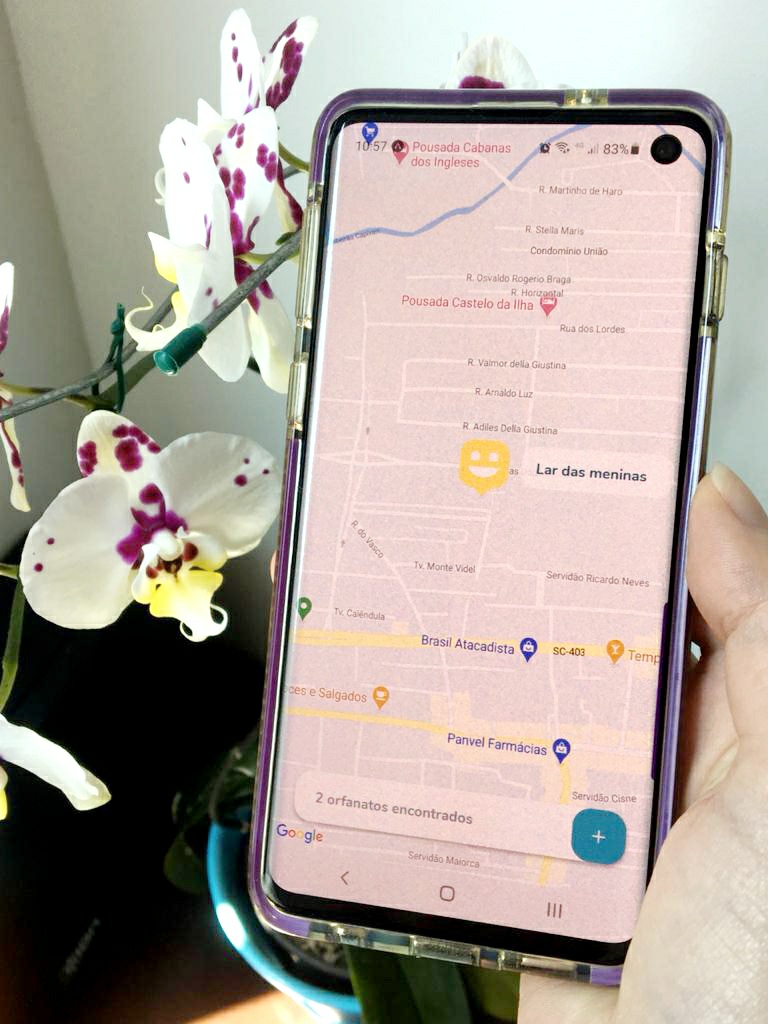 10:57
4G
83%
Pousada Cabanas
dos Ingleses
R. Martinho de Haro
R. Stella Maris
Condomínio União
R. Osvaldo Rogerio Braga
R. Horizontal
Pousada Castelo da Ilha
Rua dos Lordes
R. Valmor della Giustina
R. Arnaldo Luz
R. Adiles Della Giustina
as
Lar das meninas
R. do Vasco
Tv. Monte Videl
Servidão Ricardo Neves
Tv. Calêndula
Brasil Atacadista
SC-403
Temp
ces e Salgados
Panvel Farmácias
Servidão Cisne
2 orfanatos encontrados
+
Google
Servidão Maiorca